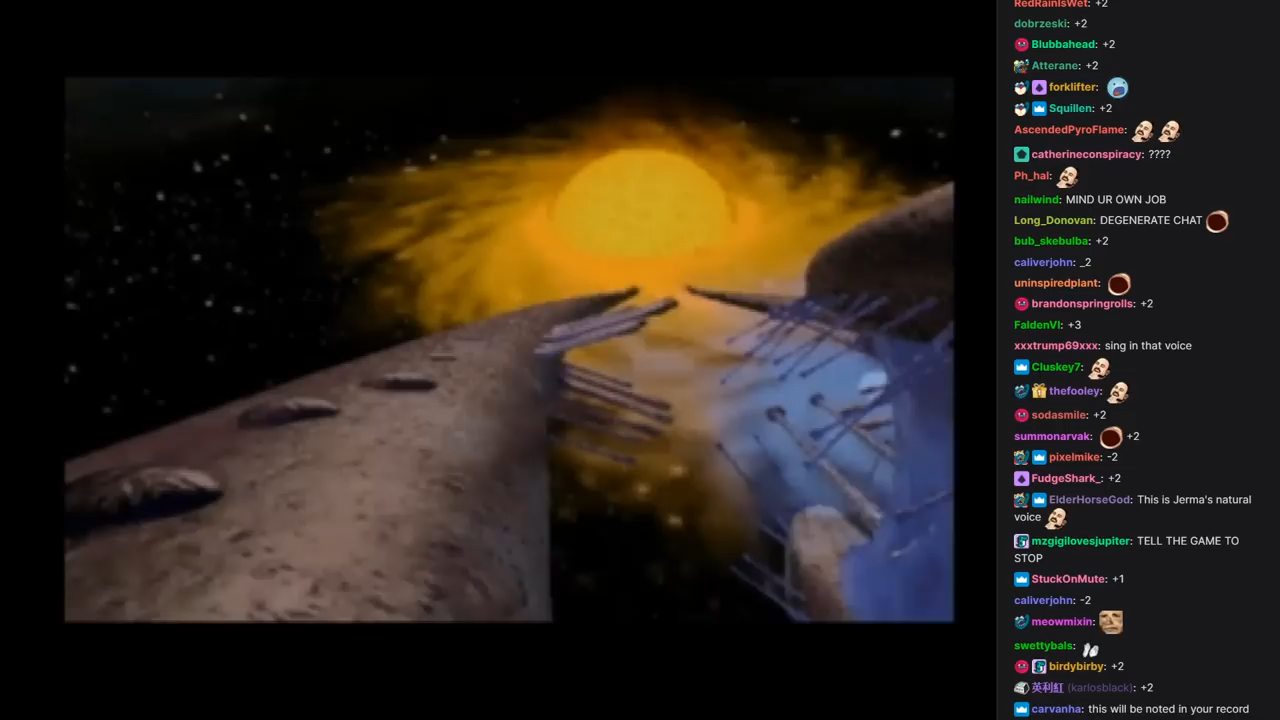 RedRainIsWet: +2
dobrzeski: +2
Blubbahead: +2
Atterane: +2
forklifter:
Squillen: +2
AscendedPyroFlame:
catherineconspiracy: ????
Ph_hal:
nailwind: MIND UR OWN JOB
Long_Donovan: DEGENERATE CHAT
bub_skebulba: +2
caliverjohn: _2
uninspiredplant:
brandonspringrolls: +2
FaldenVI: +3
xxxtrump69xxx: sing in that voice
Cluskey7:
thefooley:
sodasmile: +2
summonarvak: +2
pixelmike: -2
FudgeShark_: +2
ElderHorseGod: This is Jerma's natural
voice
mzgigilovesjupiter: TELL THE GAME TO
STOP
StuckOnMute: +1
caliverjohn: -2
meowmixin:
swettybals:
birdybirby: +2
英利紅 (karlosblack): +2
carvanha: this will be noted in your record